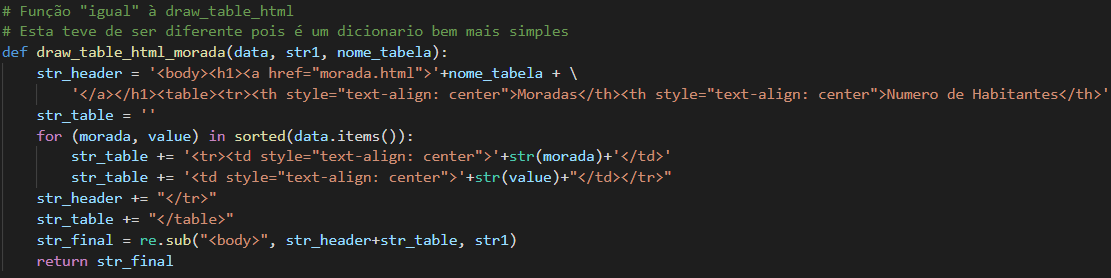 # Função "igual" à draw_table_html
# Esta teve de ser diferente pois é um dicionario bem mais simples
def draw_table_html_morada(data, str1, nome_tabela):
    str_header = '<body><h1><a href="morada.html">'+nome_tabela + \
        '</a></h1><table><tr><th style="text-align: center">Moradas</th><th style="text-align: center">Numero de Habitantes</th>'
    str_table = ''
    for (morada, value) in sorted(data.items()):
        str_table += '<tr><td style="text-align: center">'+str(morada)+'</td>'
        str_table += '<td style="text-align: center">'+str(value)+"</td></tr>"
    str_header += "</tr>"
    str_table += "</table>"
    str_final = re.sub("<body>", str_header+str_table, str1)
    return str_final